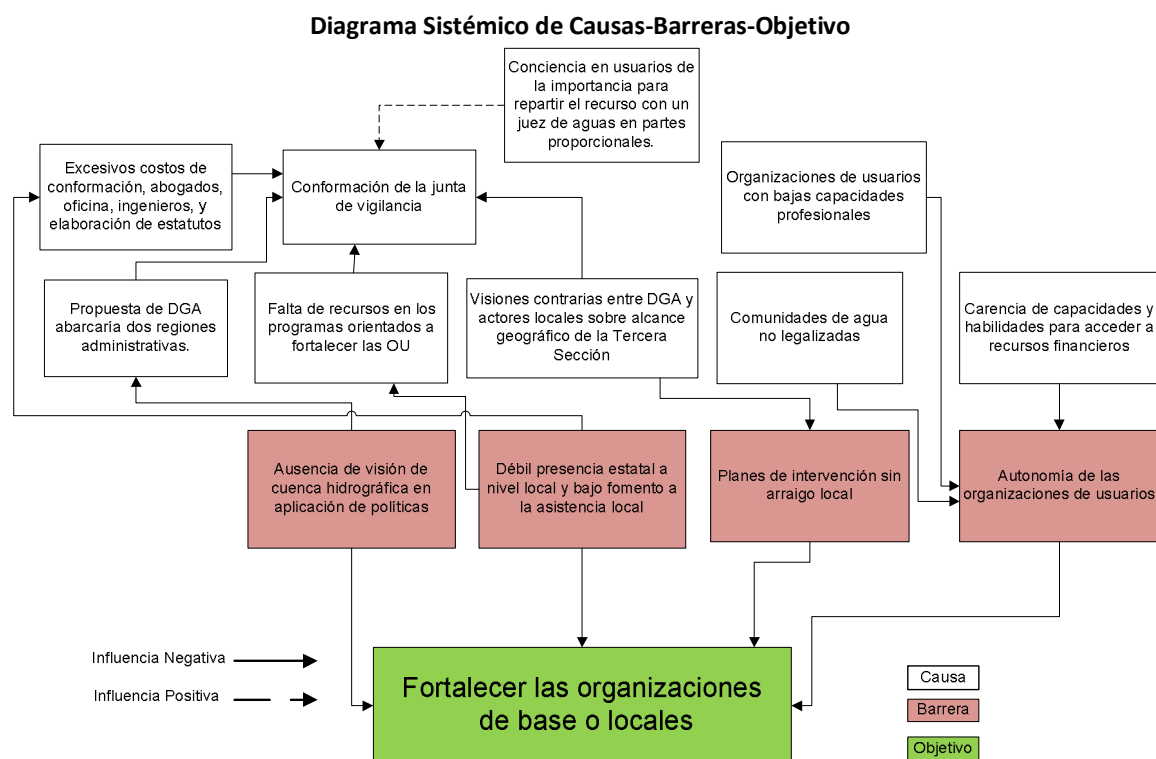 Diagrama Sistémico de Causas-Barreras-Objetivo
Conciencia en usuarios de
la importancia para
repartir el recurso con un
juez de aguas en partes
proporcionales.
Excesivos costos de
conformación, abogados,
oficina, ingenieros, y
elaboración de estatutos
Conformación de la junta
de vigilancia
Organizaciones de usuarios
con bajas capacidades
profesionales
Propuesta de DGA
abarcaría dos regiones
administrativas.
Falta de recursos en los
programas orientados a
fortalecer las OU
Visiones contrarias entre DGA y
actores locales sobre alcance
geográfico de la Tercera
Sección
Comunidades de agua
no legalizadas
Carencia de capacidades y
habilidades para acceder a
recursos financieros
Ausencia de visión de
cuenca hidrográfica en
aplicación de políticas
Débil presencia estatal a
nivel local y bajo fomento a
la asistencia local
Planes de intervención sin
arraigo local
Autonomía de las
organizaciones de usuarios
Influencia Negativa
Influencia Positiva
Fortalecer las organizaciones
de base o locales
Causa
Barrera
Objetivo